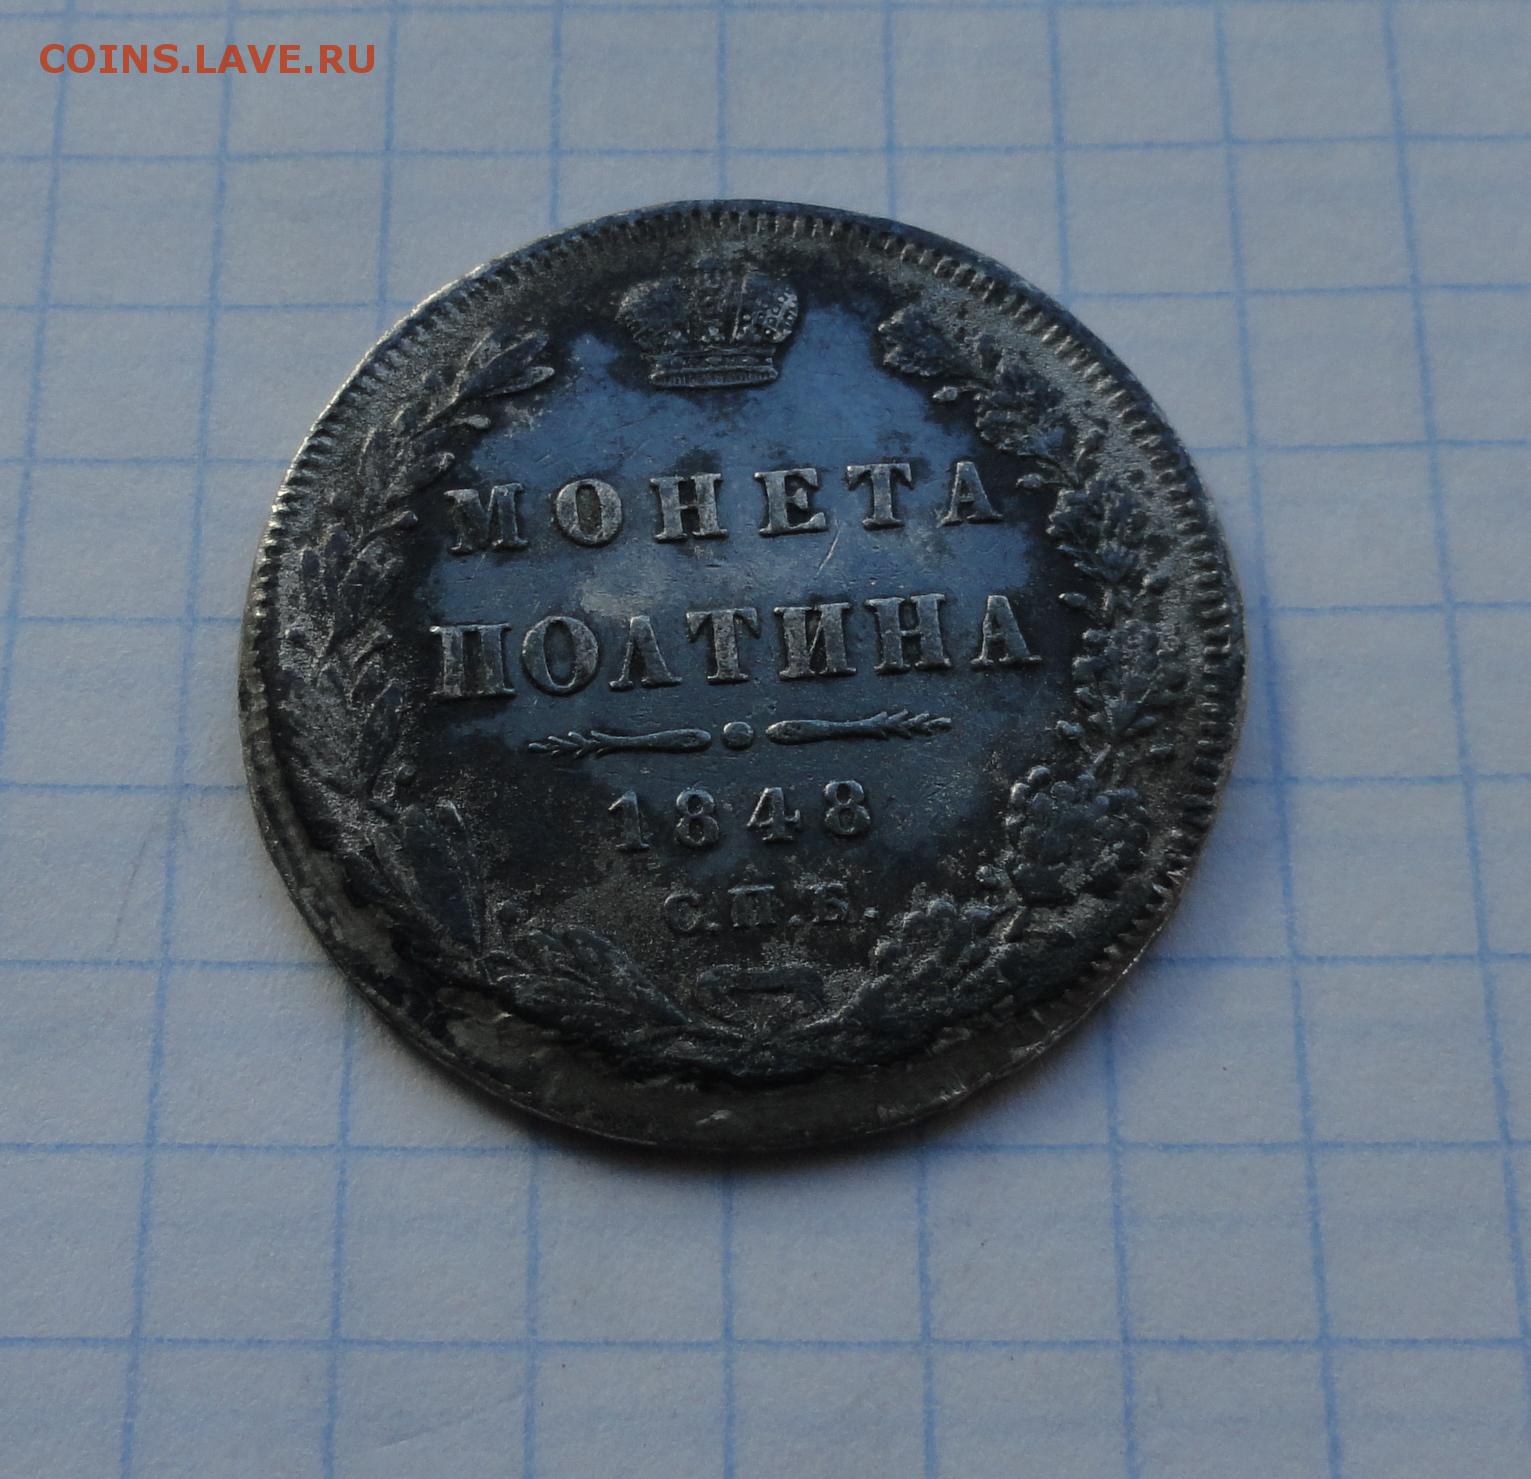 COINS.LAVE.RU
МОНЕТА
ПОЛТИНА
1848
С.П.Б.